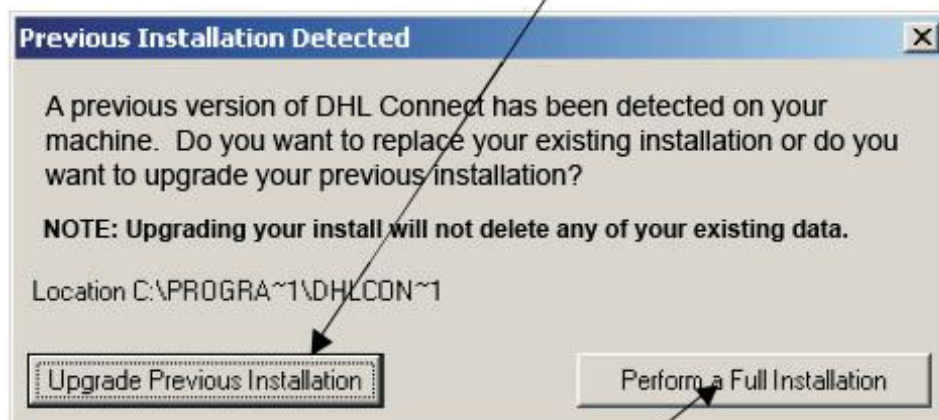 Previous Installation Detected
A previous version of DHL Connect has been detected on your
machine. Do you want to replace your existing installation or do you
want to upgrade your previous installation?
NOTE: Upgrading your install will not delete any of your existing data.
Location C:\PROGRA~1\DHLCON~1
Upgrade Previous Installation
Perform a Full Installation